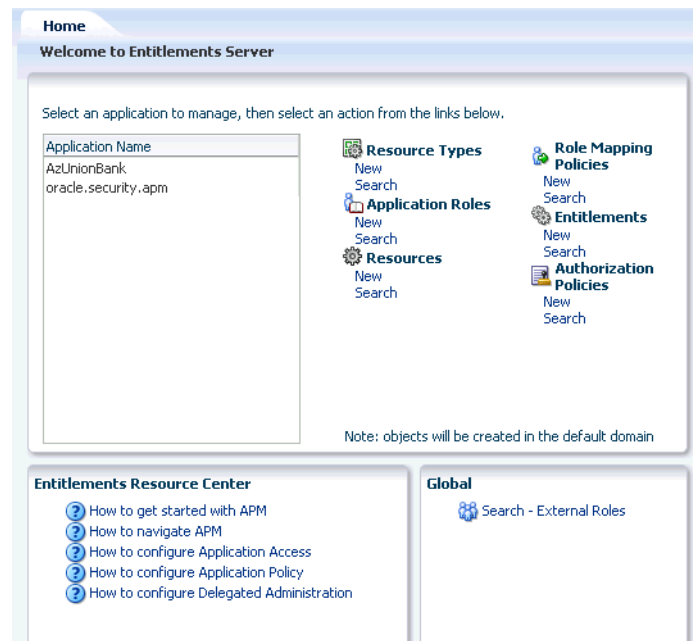 Home
Welcome to Entitlements Server
Select an application to manage, then select an action from the links below.
Application Name
AzUnionBank
oracle.security.apm
Resource Types
New
Search
Application Roles
New
Search
Resources
New
Search
Role Mapping
Policies
New
Search
Entitlements
New
Search
Authorization
Policies
New
Search
Note: objects will be created in the default domain
Entitlements Resource Center
How to get started with APM
How to navigate APM
How to configure Application Access
How to configure Application Policy
How to configure Delegated Administration
Global
Search - External Roles